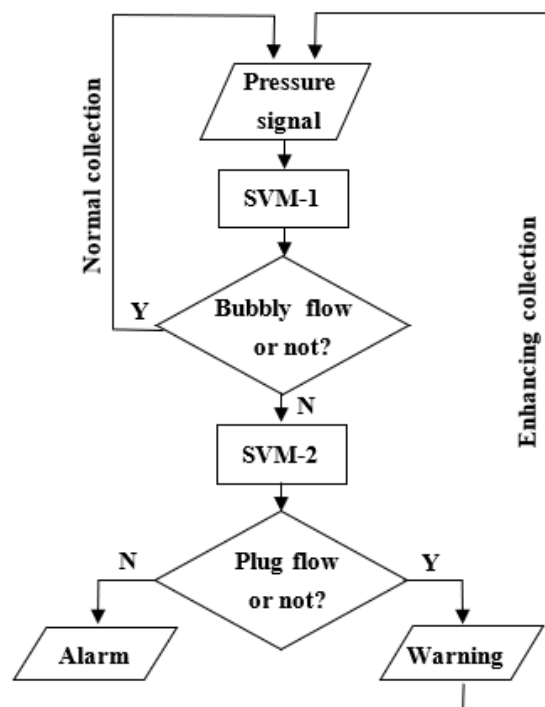 Pressure
signal
Normal collection
SVM-1
Enhancing collection
Bubbly flow
or not?
Y
N
SVM-2
Plug flow
or not?
N
Y
Alarm
Warning